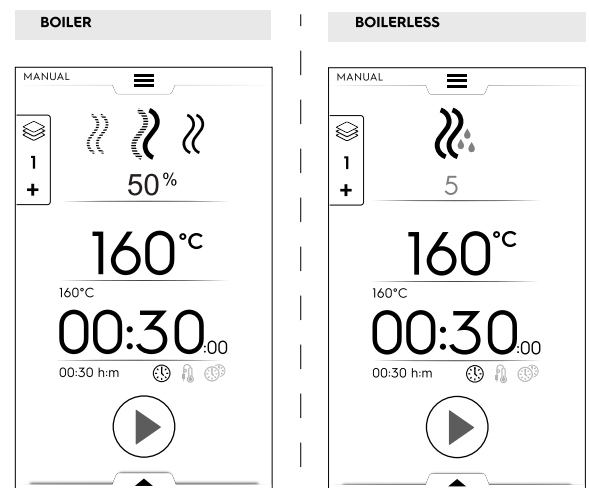 BOILER
MANUAL
1
+
50%
160°C
160°C
00:30:00
00:30 h:m
BOILERLESS
MANUAL
1
+
5
160°C
160°C
00:30:00
00:30 h:m